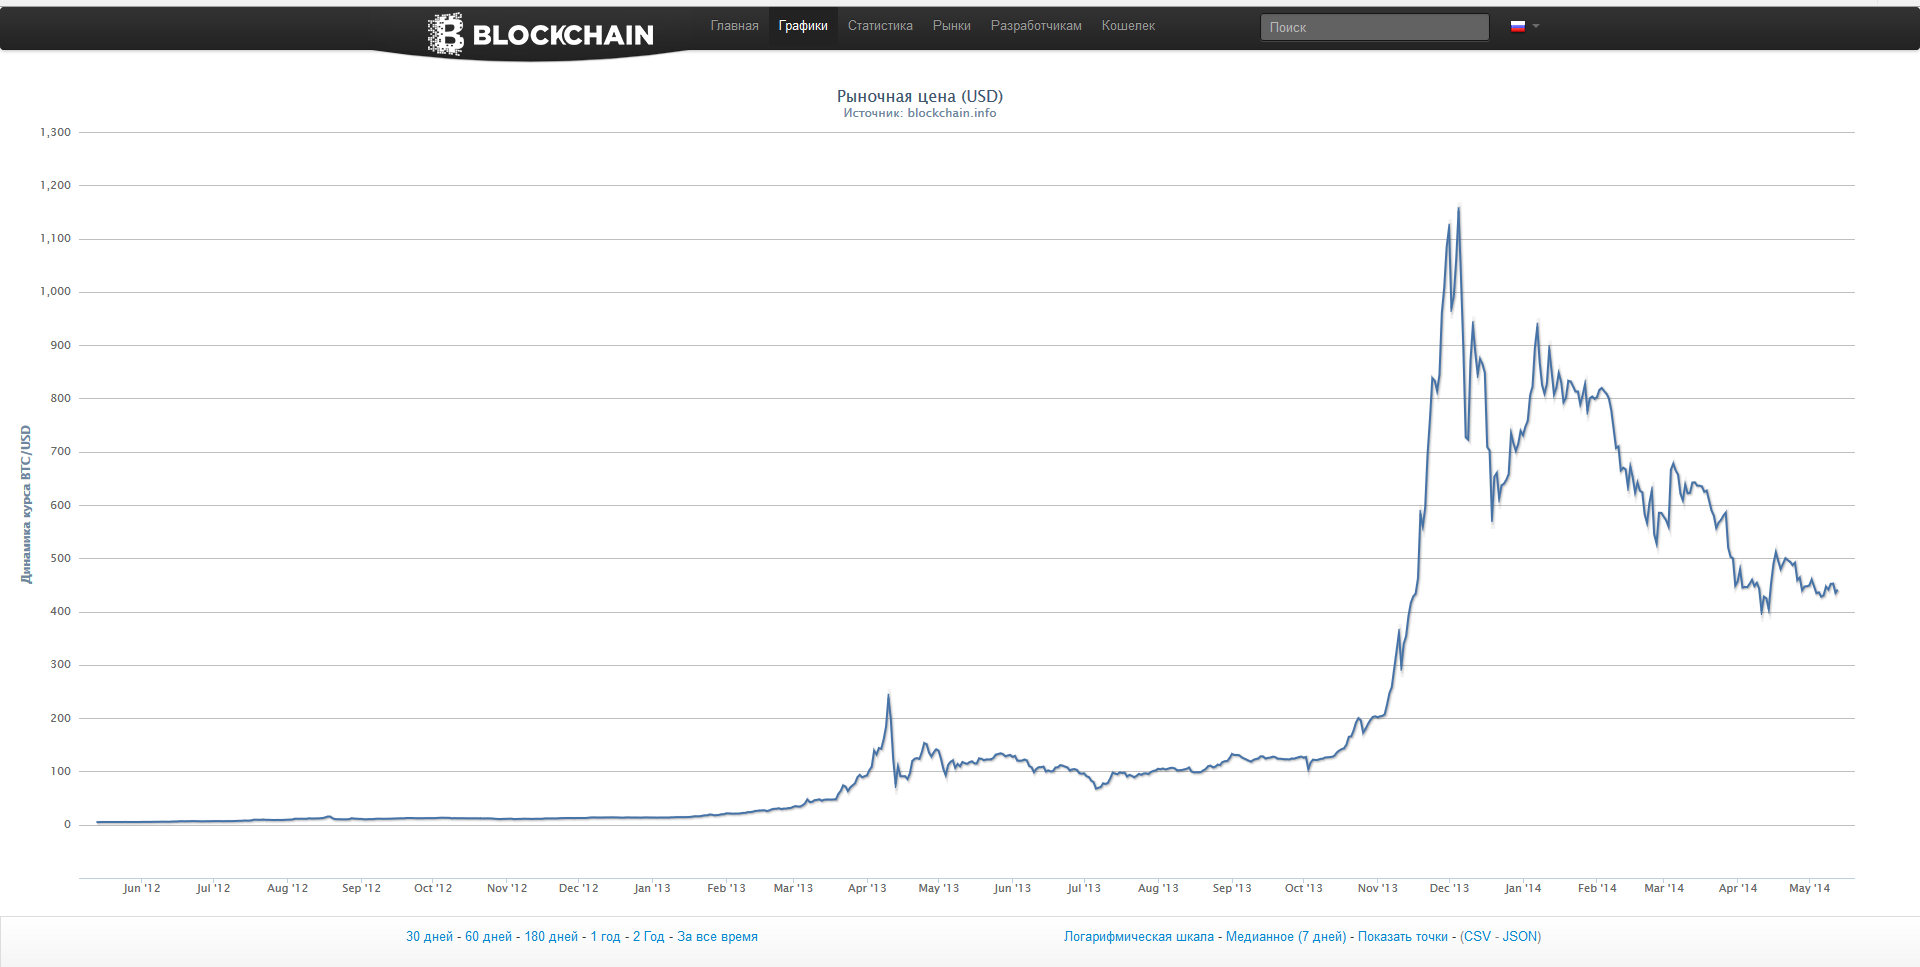 BLOCKCHAIN
Главная Графики Статистика Рынки Разработчикам Кошелек Поиск
Рыночная цена (USD)
Источник: blockchain.info
Динамика курса BTC/USD
1,300
1,200
1,100
1,000
900
800
700
600
500
400
300
200
100
0
Jun '12 Jul '12 Aug '12 Sep '12 Oct '12 Nov '12 Dec '12 Jan '13 Feb '13 Mar '13 Apr '13 May '13 Jun '13 Jul '13 Aug '13 Sep '13 Oct '13 Nov '13 Dec '13 Jan '14 Feb '14 Mar '14 Apr '14 May '14
30 дней - 60 дней - 180 дней - 1 год - 2 Год - За все время
Логарифмическая шкала - Медианное (7 дней) - Показать точки - (CSV - JSON)